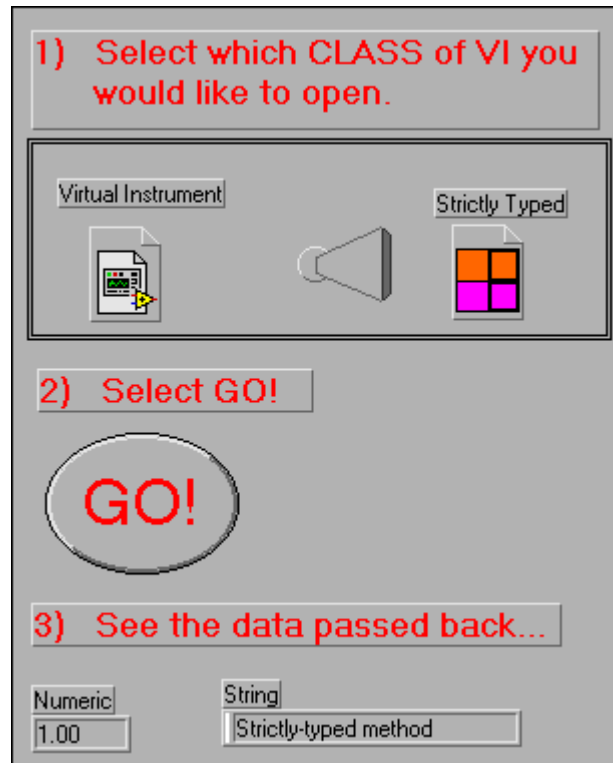 1) Select which CLASS of VI you
would like to open.
Virtual Instrument
Strictly Typed
2) Select GO!
GO!
3) See the data passed back...
Numeric
String
1.00
Strictly-typed method